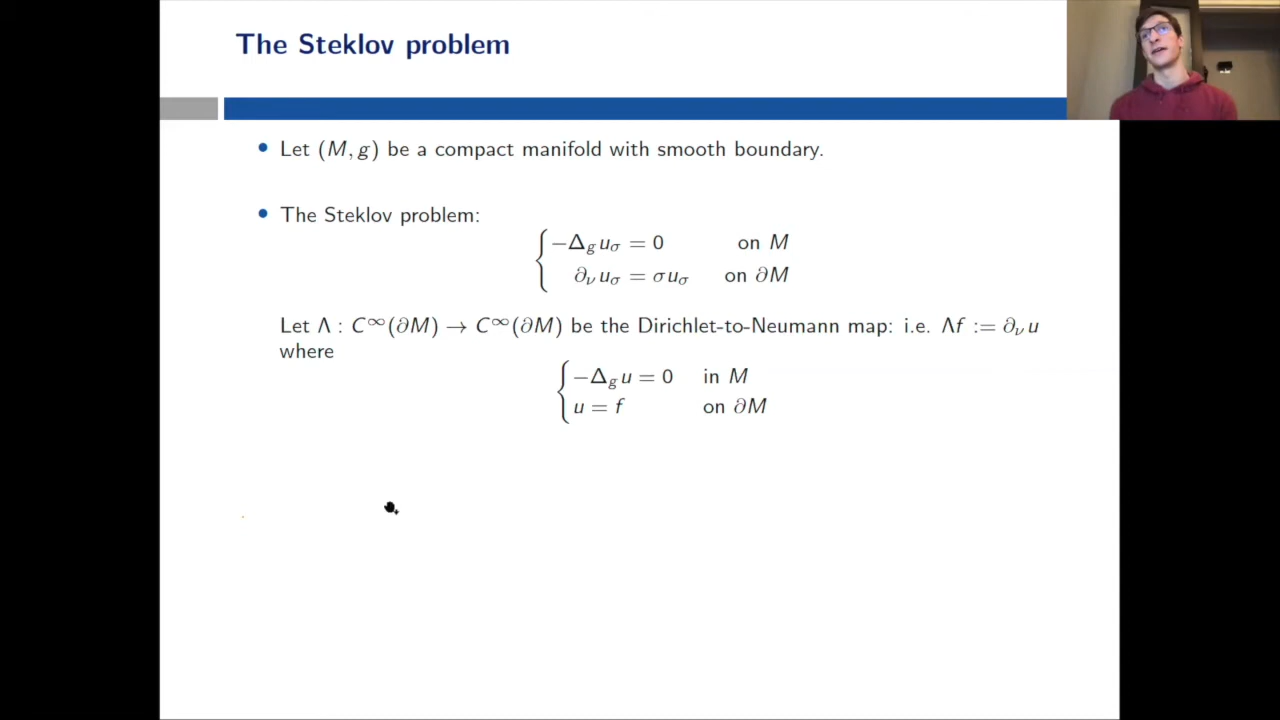 The Steklov problem
• Let (M, g) be a compact manifold with smooth boundary.
• The Steklov problem:
−Δ_g u_σ = 0 on M
∂_ν u_σ = σu_σ on ∂M
Let Λ : C^∞(∂M) → C^∞(∂M) be the Dirichlet-to-Neumann map: i.e. Λf := ∂_ν u
where
−Δ_g u = 0 in M
u = f on ∂M